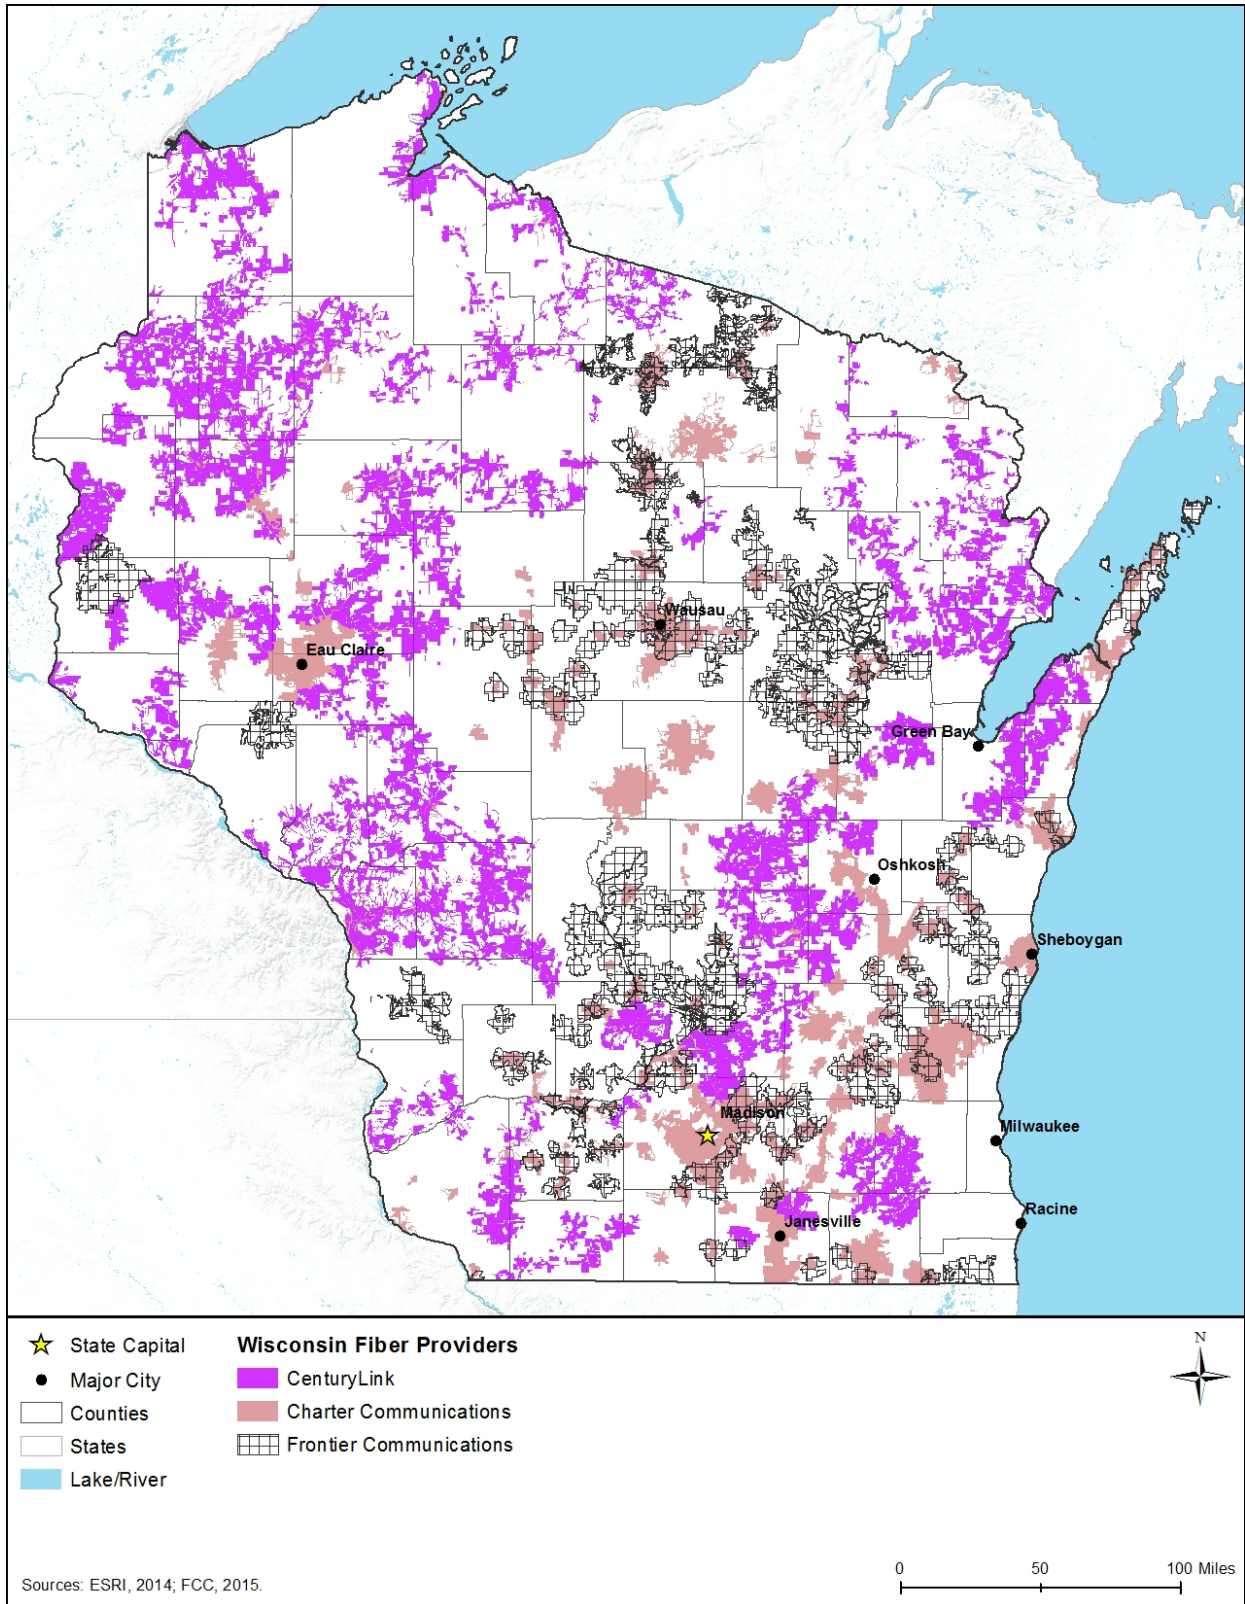 Wausau
Eau Claire
Green Bay
Oshkosh
Sheboygan
Madison
Milwaukee
Racine
Janesville
State Capital
Major City
Counties
States
Lake/River
Wisconsin Fiber Providers
CenturyLink
Charter Communications
Frontier Communications
N
0 50 100 Miles
Sources: ESRI, 2014; FCC, 2015.